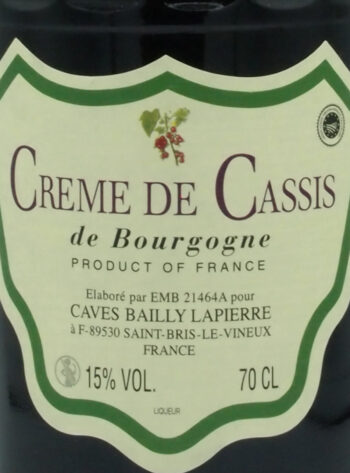 CREME DE CASSIS
de Bourgogne
PRODUCT OF FRANCE
Elaboré par EMB 21464A pour
CAVES BAILLY LAPIERRE
à F-89530 SAINT-BRIS-LE-VINEUX
FRANCE
15% VOL. 70 CL
LIQUEUR